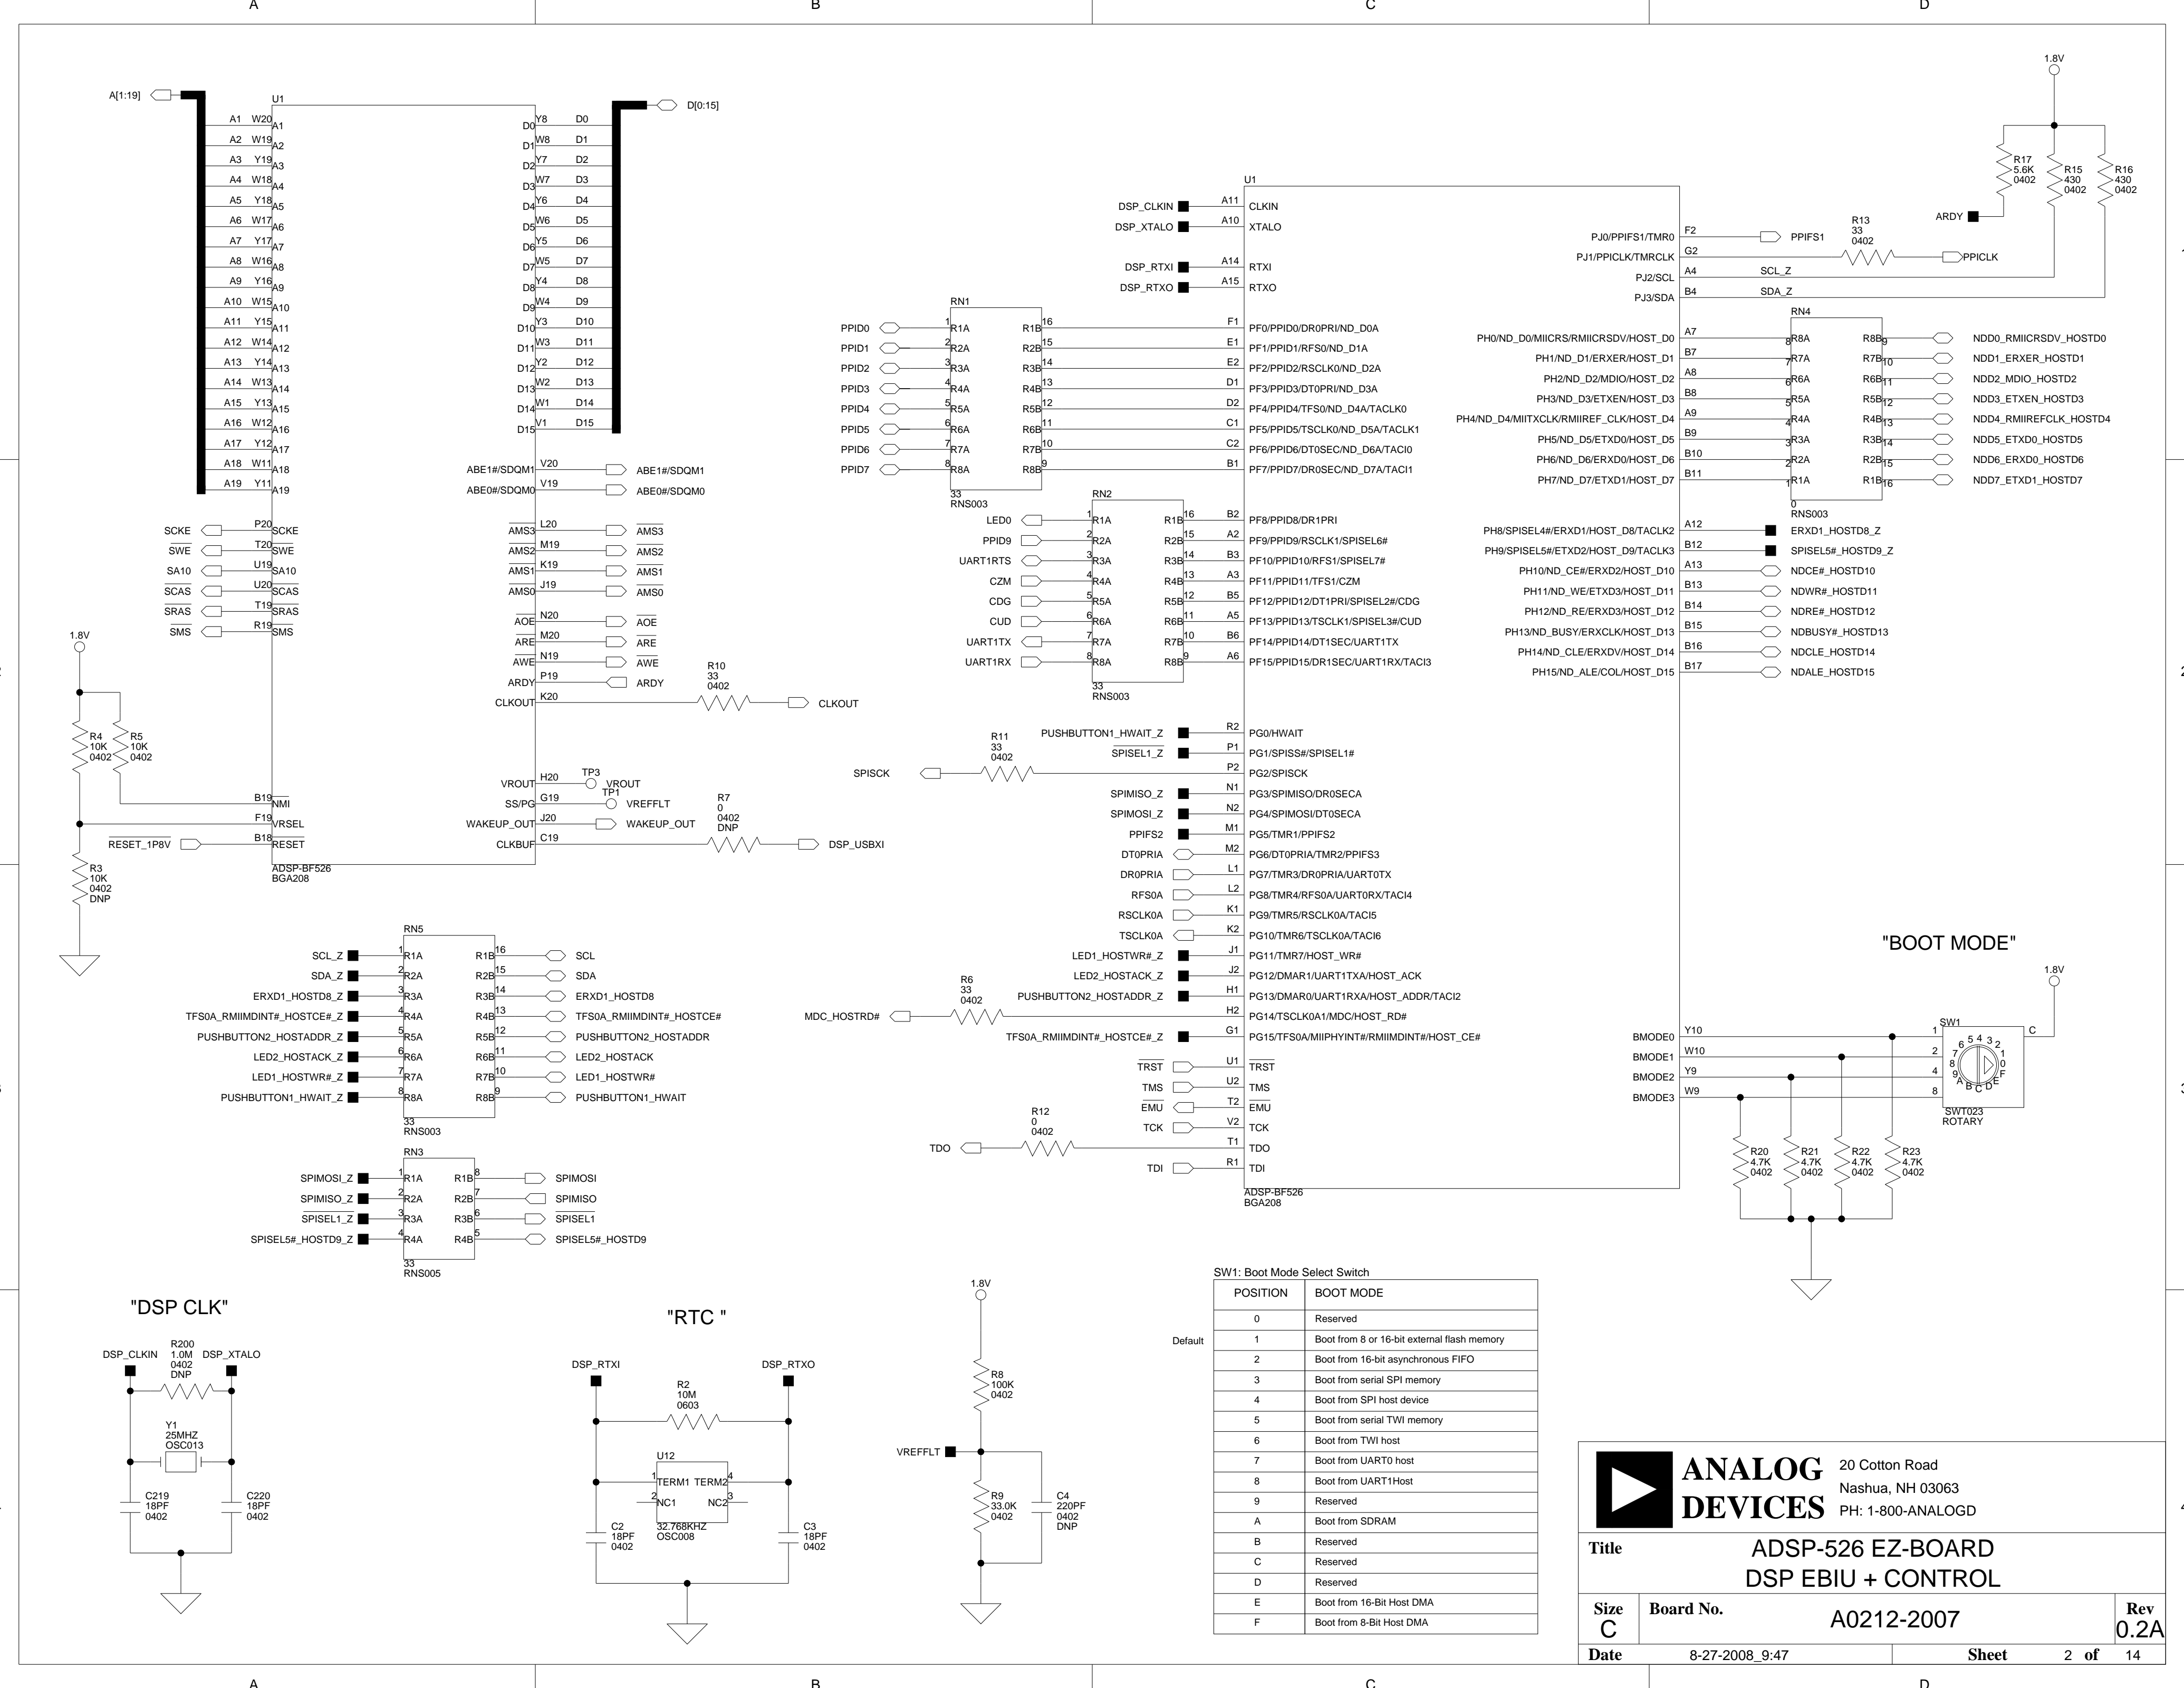 A B C D
1.8V
A[1:19]
U1
D[0:15]
A1 W20 A1 D0 Y8 D0
A2 W19 A2 D1 W8 D1
A3 Y19 A3 D2 Y7 D2
A4 W18 A4 D3 W7 D3
A5 Y18 A5 D4 Y6 D4
A6 W17 A6 D5 W6 D5
A7 Y17 A7 D6 Y5 D6
A8 W16 A8 D7 W5 D7
A9 Y16 A9 D8 Y4 D8
A10 W15 A10 D9 W4 D9
A11 Y15 A11 D10 Y3 D10
A12 W14 A12 D11 W3 D11
A13 Y14 A13 D12 Y2 D12
A14 W13 A14 D13 W2 D13
A15 Y13 A15 D14 W1 D14
A16 W12 A16 D15 V1 D15
A17 Y12 A17
A18 W11 A18 ABE1#/SDQM1 V20 ABE1#/SDQM1
A19 Y11 A19 ABE0#/SDQM0 V19 ABE0#/SDQM0
SCKE P20 SCKE AMS3 L20 AMS3
SWE T20 SWE AMS2 M19 AMS2
SA10 U19 SA10 AMS1 K19 AMS1
SCAS U20 SCAS AMS0 J19 AMS0
SRAS T19 SRAS AOE N20 AOE
SMS R19 SMS ARE M20 ARE
AWE N19 AWE
ARDY P19 ARDY
CLKOUT K20 R10 33 0402 CLKOUT
1.8V
R4 10K 0402
R5 10K 0402
VROUT H20 TP3 VROUT
B19 NMI SS/PG G19 TP1 VREFFLT
F19 VRSEL WAKEUP_OUT J20 WAKEUP_OUT
RESET_1P8V B18 RESET CLKBUF C19 R7 0 0402 DNP DSP_USBXI
ADSP-BF526
BGA208
R3 10K 0402 DNP
RN5
SCL_Z 1 R1A R1B 16 SCL
SDA_Z 2 R2A R2B 15 SDA
ERXD1_HOSTD8_Z 3 R3A R3B 14 ERXD1_HOSTD8
TFS0A_RMIIMDINT#_HOSTCE#_Z 4 R4A R4B 13 TFS0A_RMIIMDINT#_HOSTCE#
PUSHBUTTON2_HOSTADDR_Z 5 R5A R5B 12 PUSHBUTTON2_HOSTADDR
LED2_HOSTACK_Z 6 R6A R6B 11 LED2_HOSTACK
LED1_HOSTWR#_Z 7 R7A R7B 10 LED1_HOSTWR#
PUSHBUTTON1_HWAIT_Z 8 R8A R8B 9 PUSHBUTTON1_HWAIT
33
RNS003
RN3
SPIMOSI_Z 1 R1A R1B 8 SPIMOSI
SPIMISO_Z 2 R2A R2B 7 SPIMISO
SPISEL1_Z 3 R3A R3B 6 SPISEL1
SPISEL5#_HOSTD9_Z 4 R4A R4B 5 SPISEL5#_HOSTD9
33
RNS005
U1
DSP_CLKIN A11 CLKIN
DSP_XTALO A10 XTALO
DSP_RTXI A14 RTXI
DSP_RTXO A15 RTXO
RN1
PPID0 1 R1A R1B 16 F1 PF0/PPID0/DR0PRI/ND_D0A
PPID1 2 R2A R2B 15 E1 PF1/PPID1/RFS0/ND_D1A
PPID2 3 R3A R3B 14 E2 PF2/PPID2/RSCLK0/ND_D2A
PPID3 4 R4A R4B 13 D1 PF3/PPID3/DT0PRI/ND_D3A
PPID4 5 R5A R5B 12 D2 PF4/PPID4/TFS0/ND_D4A/TACLK0
PPID5 6 R6A R6B 11 C1 PF5/PPID5/TSCLK0/ND_D5A/TACLK1
PPID6 7 R7A R7B 10 C2 PF6/PPID6/DT0SEC/ND_D6A/TACI0
PPID7 8 R8A R8B 9 B1 PF7/PPID7/DR0SEC/ND_D7A/TACI1
33
RNS003
RN2
LED0 1 R1A R1B 16 B2 PF8/PPID8/DR1PRI
PPID9 2 R2A R2B 15 A2 PF9/PPID9/RSCLK1/SPISEL6#
UART1RTS 3 R3A R3B 14 B3 PF10/PPID10/RFS1/SPISEL7#
CZM 4 R4A R4B 13 A3 PF11/PPID11/TFS1/CZM
CDG 5 R5A R5B 12 B5 PF12/PPID12/DT1PRI/SPISEL2#/CDG
CUD 6 R6A R6B 11 A5 PF13/PPID13/TSCLK1/SPISEL3#/CUD
UART1TX 7 R7A R7B 10 B6 PF14/PPID14/DT1SEC/UART1TX
UART1RX 8 R8A R8B 9 A6 PF15/PPID15/DR1SEC/UART1RX/TACI3
33
RNS003
PUSHBUTTON1_HWAIT_Z R2 PG0/HWAIT
SPISEL1_Z P1 PG1/SPISS#/SPISEL1#
SPISCK R11 33 0402 P2 PG2/SPISCK
SPIMISO_Z N1 PG3/SPIMISO/DR0SECA
SPIMOSI_Z N2 PG4/SPIMOSI/DT0SECA
PPIFS2 M1 PG5/TMR1/PPIFS2
DT0PRIA M2 PG6/DT0PRIA/TMR2/PPIFS3
DR0PRIA L1 PG7/TMR3/DR0PRIA/UART0TX
RFS0A L2 PG8/TMR4/RFS0A/UART0RX/TACI4
RSCLK0A K1 PG9/TMR5/RSCLK0A/TACI5
TSCLK0A K2 PG10/TMR6/TSCLK0A/TACI6
LED1_HOSTWR#_Z J1 PG11/TMR7/HOST_WR#
LED2_HOSTACK_Z J2 PG12/DMAR1/UART1TXA/HOST_ACK
PUSHBUTTON2_HOSTADDR_Z H1 PG13/DMAR0/UART1RXA/HOST_ADDR/TACI2
MDC_HOSTRD# R6 33 0402 H2 PG14/TSCLK0A1/MDC/HOST_RD#
TFS0A_RMIIMDINT#_HOSTCE#_Z G1 PG15/TFS0A/MIIPHYINT#/RMIIMDINT#/HOST_CE#
TRST U1 TRST
TMS U2 TMS
EMU T2 EMU
TCK V2 TCK
TDO R12 0 0402 T1 TDO
TDI R1 TDI
ADSP-BF526
BGA208
R17 5.6K 0402
R15 430 0402
R16 430 0402
ARDY
PJ0/PPIFS1/TMR0 F2 PPIFS1
PJ1/PPICLK/TMRCLK G2 R13 33 0402 PPICLK
PJ2/SCL A4 SCL_Z
PJ3/SDA B4 SDA_Z
RN4
PH0/ND_D0/MIICRS/RMIICRSDV/HOST_D0 A7 8 R8A R8B 9 NDD0_RMIICRSDV_HOSTD0
PH1/ND_D1/ERXER/HOST_D1 B7 7 R7A R7B 10 NDD1_ERXER_HOSTD1
PH2/ND_D2/MDIO/HOST_D2 A8 6 R6A R6B 11 NDD2_MDIO_HOSTD2
PH3/ND_D3/ETXEN/HOST_D3 B8 5 R5A R5B 12 NDD3_ETXEN_HOSTD3
PH4/ND_D4/MIITXCLK/RMIIREF_CLK/HOST_D4 A9 4 R4A R4B 13 NDD4_RMIIREFCLK_HOSTD4
PH5/ND_D5/ETXD0/HOST_D5 B9 3 R3A R3B 14 NDD5_ETXD0_HOSTD5
PH6/ND_D6/ERXD0/HOST_D6 B10 2 R2A R2B 15 NDD6_ERXD0_HOSTD6
PH7/ND_D7/ETXD1/HOST_D7 B11 1 R1A R1B 16 NDD7_ETXD1_HOSTD7
0
RNS003
PH8/SPISEL4#/ERXD1/HOST_D8/TACLK2 A12 ERXD1_HOSTD8_Z
PH9/SPISEL5#/ETXD2/HOST_D9/TACLK3 B12 SPISEL5#_HOSTD9_Z
PH10/ND_CE#/ERXD2/HOST_D10 A13 NDCE#_HOSTD10
PH11/ND_WE/ETXD3/HOST_D11 B13 NDWR#_HOSTD11
PH12/ND_RE/ERXD3/HOST_D12 B14 NDRE#_HOSTD12
PH13/ND_BUSY/ERXCLK/HOST_D13 B15 NDBUSY#_HOSTD13
PH14/ND_CLE/ERXDV/HOST_D14 B16 NDCLE_HOSTD14
PH15/ND_ALE/COL/HOST_D15 B17 NDALE_HOSTD15
"BOOT MODE"
1.8V
BMODE0 Y10 1 SW1 C
BMODE1 W10 2
BMODE2 Y9 4
BMODE3 W9 8
0 1 2 3 4 5 6 7 8 9 A B C D E F
SWT023
ROTARY
R20 4.7K 0402
R21 4.7K 0402
R22 4.7K 0402
R23 4.7K 0402
"DSP CLK"
DSP_CLKIN R200 1.0M 0402 DNP DSP_XTALO
Y1 25MHZ OSC013
C219 18PF 0402
C220 18PF 0402
"RTC "
DSP_RTXI DSP_RTXO
R2 10M 0603
U12
1 TERM1 TERM2 4
2 NC1 NC2 3
32.768KHZ
OSC008
C2 18PF 0402
C3 18PF 0402
1.8V
R8 100K 0402
VREFFLT
R9 33.0K 0402
C4 220PF 0402 DNP
SW1: Boot Mode Select Switch
POSITION BOOT MODE
0 Reserved
Default 1 Boot from 8 or 16-bit external flash memory
2 Boot from 16-bit asynchronous FIFO
3 Boot from serial SPI memory
4 Boot from SPI host device
5 Boot from serial TWI memory
6 Boot from TWI host
7 Boot from UART0 host
8 Boot from UART1Host
9 Reserved
A Boot from SDRAM
B Reserved
C Reserved
D Reserved
E Boot from 16-Bit Host DMA
F Boot from 8-Bit Host DMA
ANALOG DEVICES
20 Cotton Road
Nashua, NH 03063
PH: 1-800-ANALOGD
Title ADSP-526 EZ-BOARD
DSP EBIU + CONTROL
Size C Board No. A0212-2007 Rev 0.2A
Date 8-27-2008_9:47 Sheet 2 of 14
A B C D